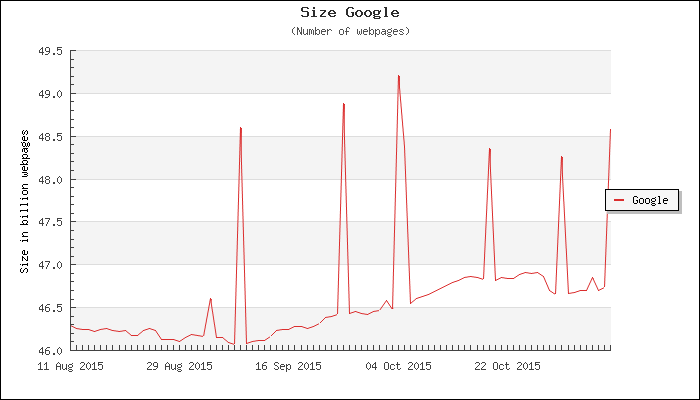 Size Google
(Number of webpages)
49.5
49.0
48.5
48.0
47.5
47.0
46.5
46.0
Size in billion webpages
11 Aug 2015
29 Aug 2015
16 Sep 2015
04 Oct 2015
22 Oct 2015
Google